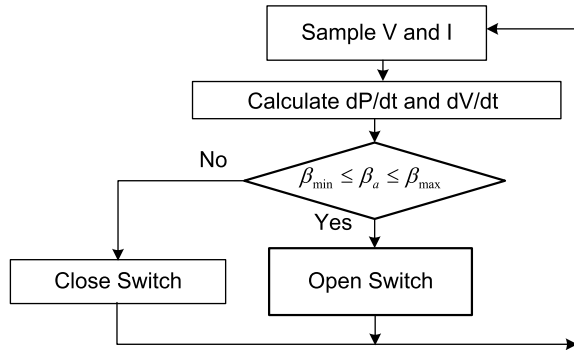 Sample V and I
Calculate dP/dt and dV/dt
No
β_min ≤ β_a ≤ β_max
Yes
Close Switch
Open Switch